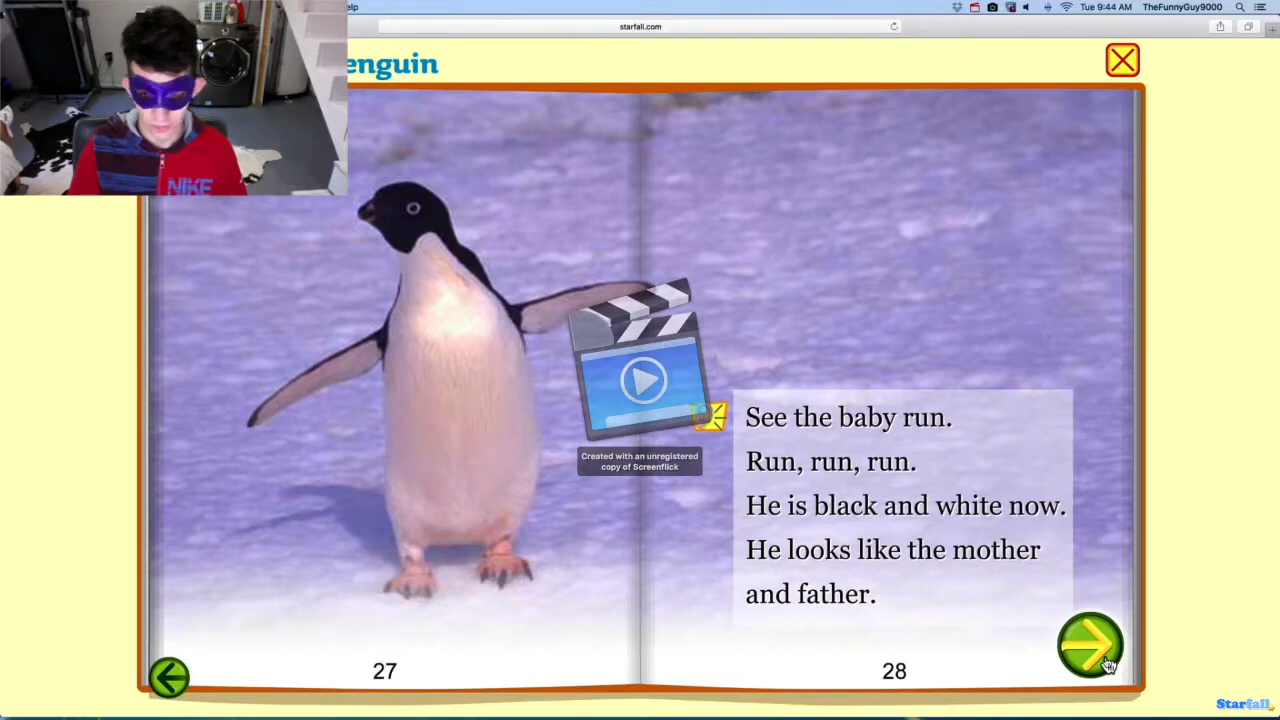 elp
Tue 9:44 AM
TheFunnyGuy9000
starfall.com
enguin
NIKE
See the baby run.
Run, run, run.
He is black and white now.
He looks like the mother
and father.
Created with an unregistered
copy of Screenflick
27
28
Starfall